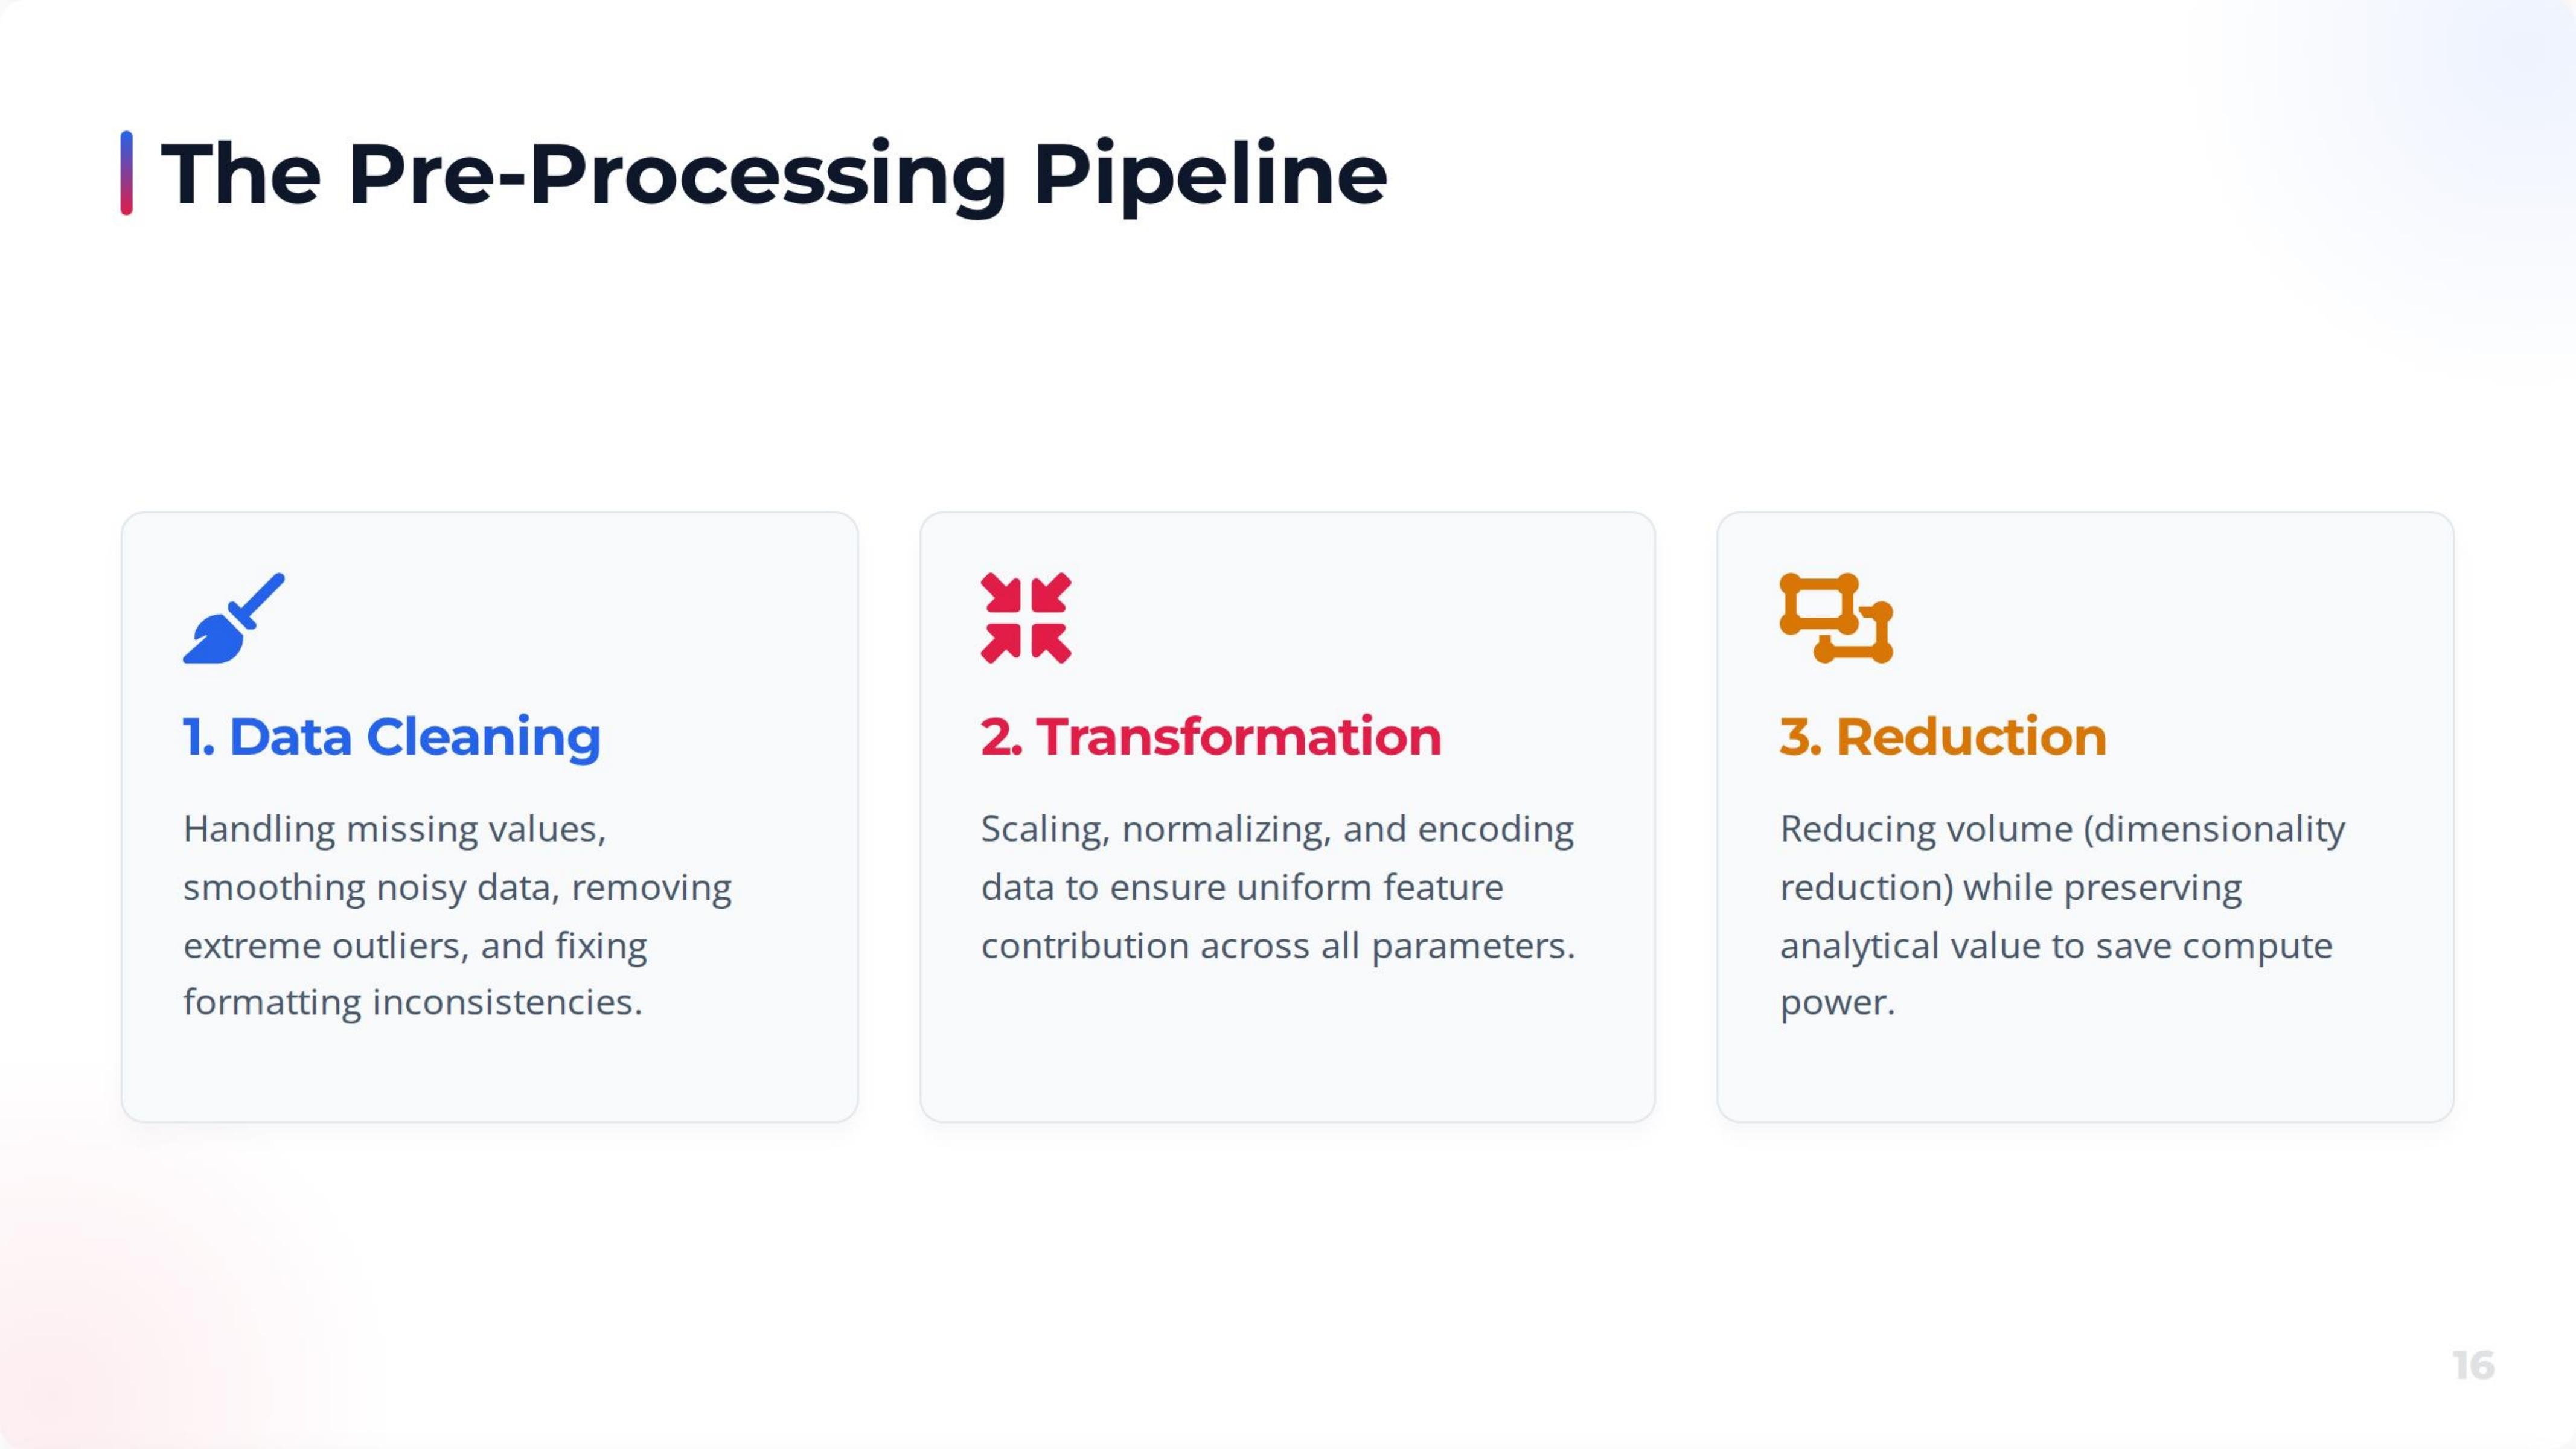 The Pre-Processing Pipeline
1. Data Cleaning
Handling missing values,
smoothing noisy data, removing
extreme outliers, and fixing
formatting inconsistencies.
2. Transformation
Scaling, normalizing, and encoding
data to ensure uniform feature
contribution across all parameters.
3. Reduction
Reducing volume (dimensionality
reduction) while preserving
analytical value to save compute
power.
16